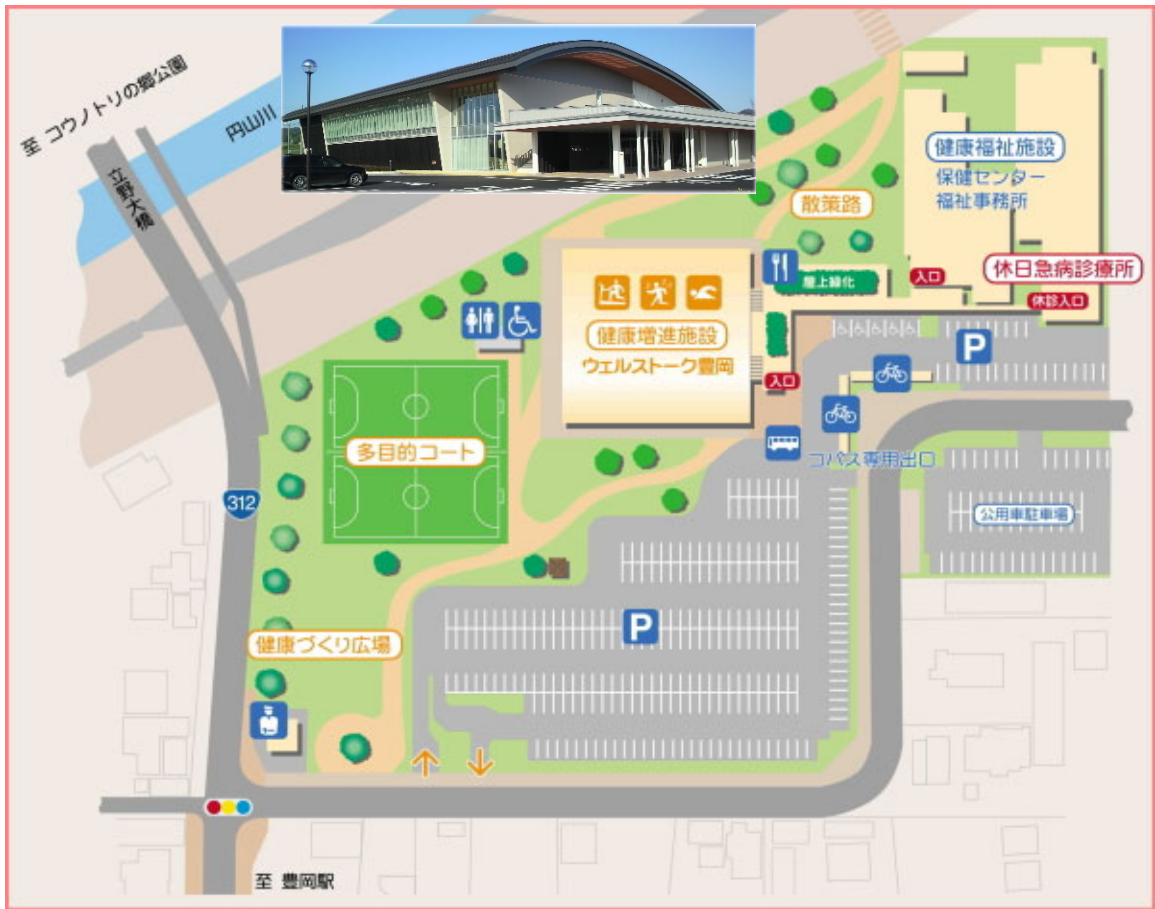 至 コウノトリの郷公園
円山川
立野大橋
健康福祉施設
保健センター
福祉事務所
散策路
休日急病診療所
屋上緑化
入口
休診入口
健康増進施設
ウェルストーク豊岡
入口
P
多目的コート
コバス専用出口
312
公用車駐車場
P
健康づくり広場
至 豊岡駅